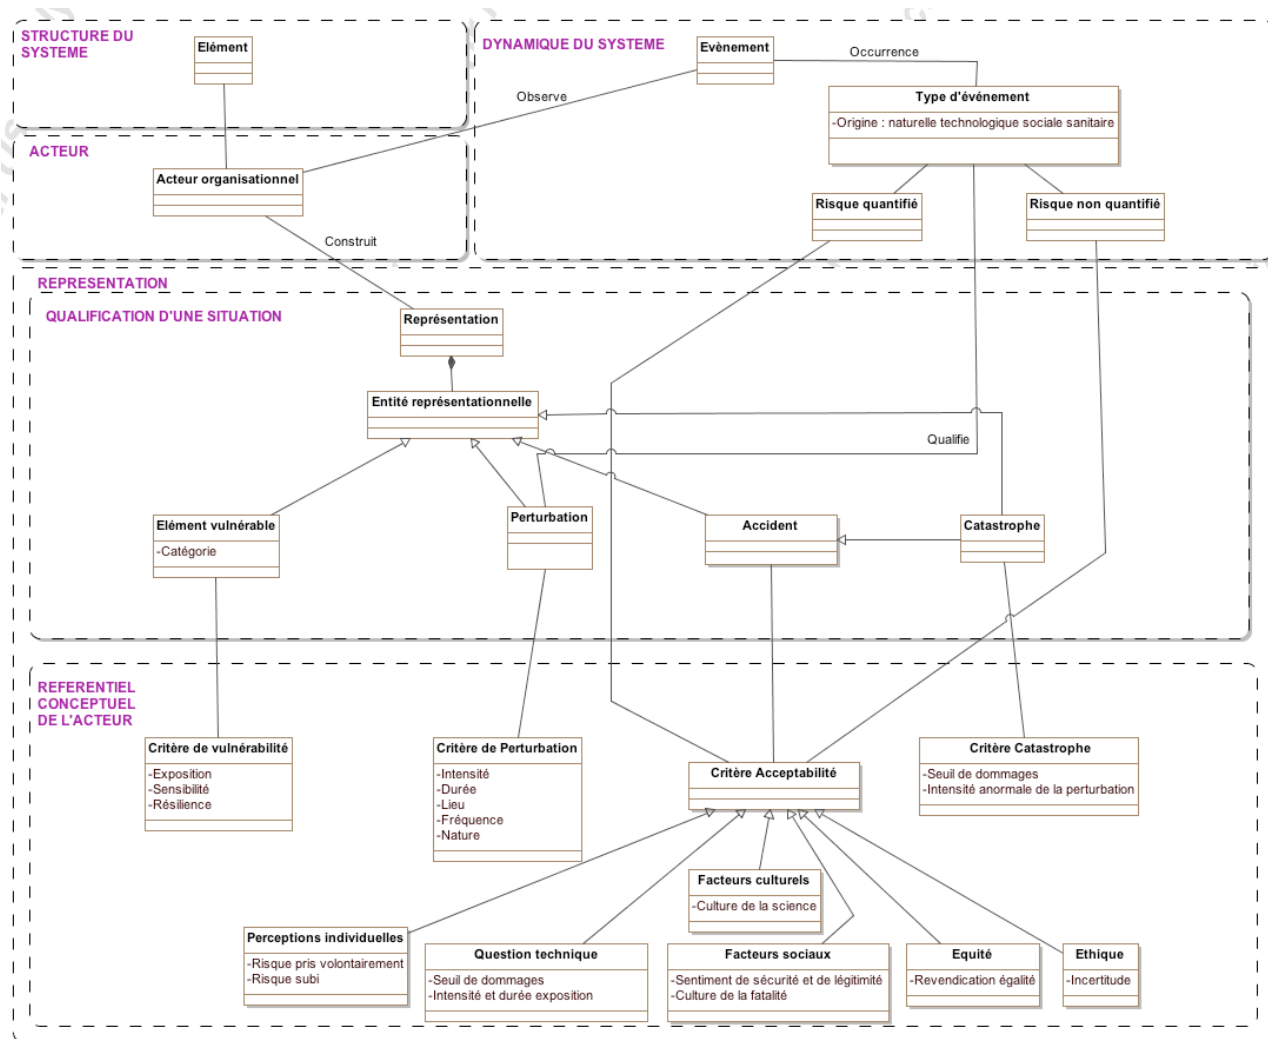 STRUCTURE DU
SYSTEME
Elément
DYNAMIQUE DU SYSTEME
Evènement
Occurrence
Observe
Type d'événement
-Origine : naturelle technologique sociale sanitaire
ACTEUR
Acteur organisationnel
Risque quantifié
Risque non quantifié
Construit
REPRESENTATION
QUALIFICATION D'UNE SITUATION
Représentation
Entité représentationnelle
Qualifie
Elément vulnérable
-Catégorie
Perturbation
Accident
Catastrophe
REFERENTIEL
CONCEPTUEL
DE L'ACTEUR
Critère de vulnérabilité
-Exposition
-Sensibilité
-Résilience
Critère de Perturbation
-Intensité
-Durée
-Lieu
-Fréquence
-Nature
Critère Acceptabilité
Critère Catastrophe
-Seuil de dommages
-Intensité anormale de la perturbation
Facteurs culturels
-Culture de la science
Perceptions individuelles
-Risque pris volontairement
-Risque subi
Question technique
-Seuil de dommages
-Intensité et durée exposition
Facteurs sociaux
-Sentiment de sécurité et de légitimité
-Culture de la fatalité
Equité
-Revendication égalité
Ethique
-Incertitude